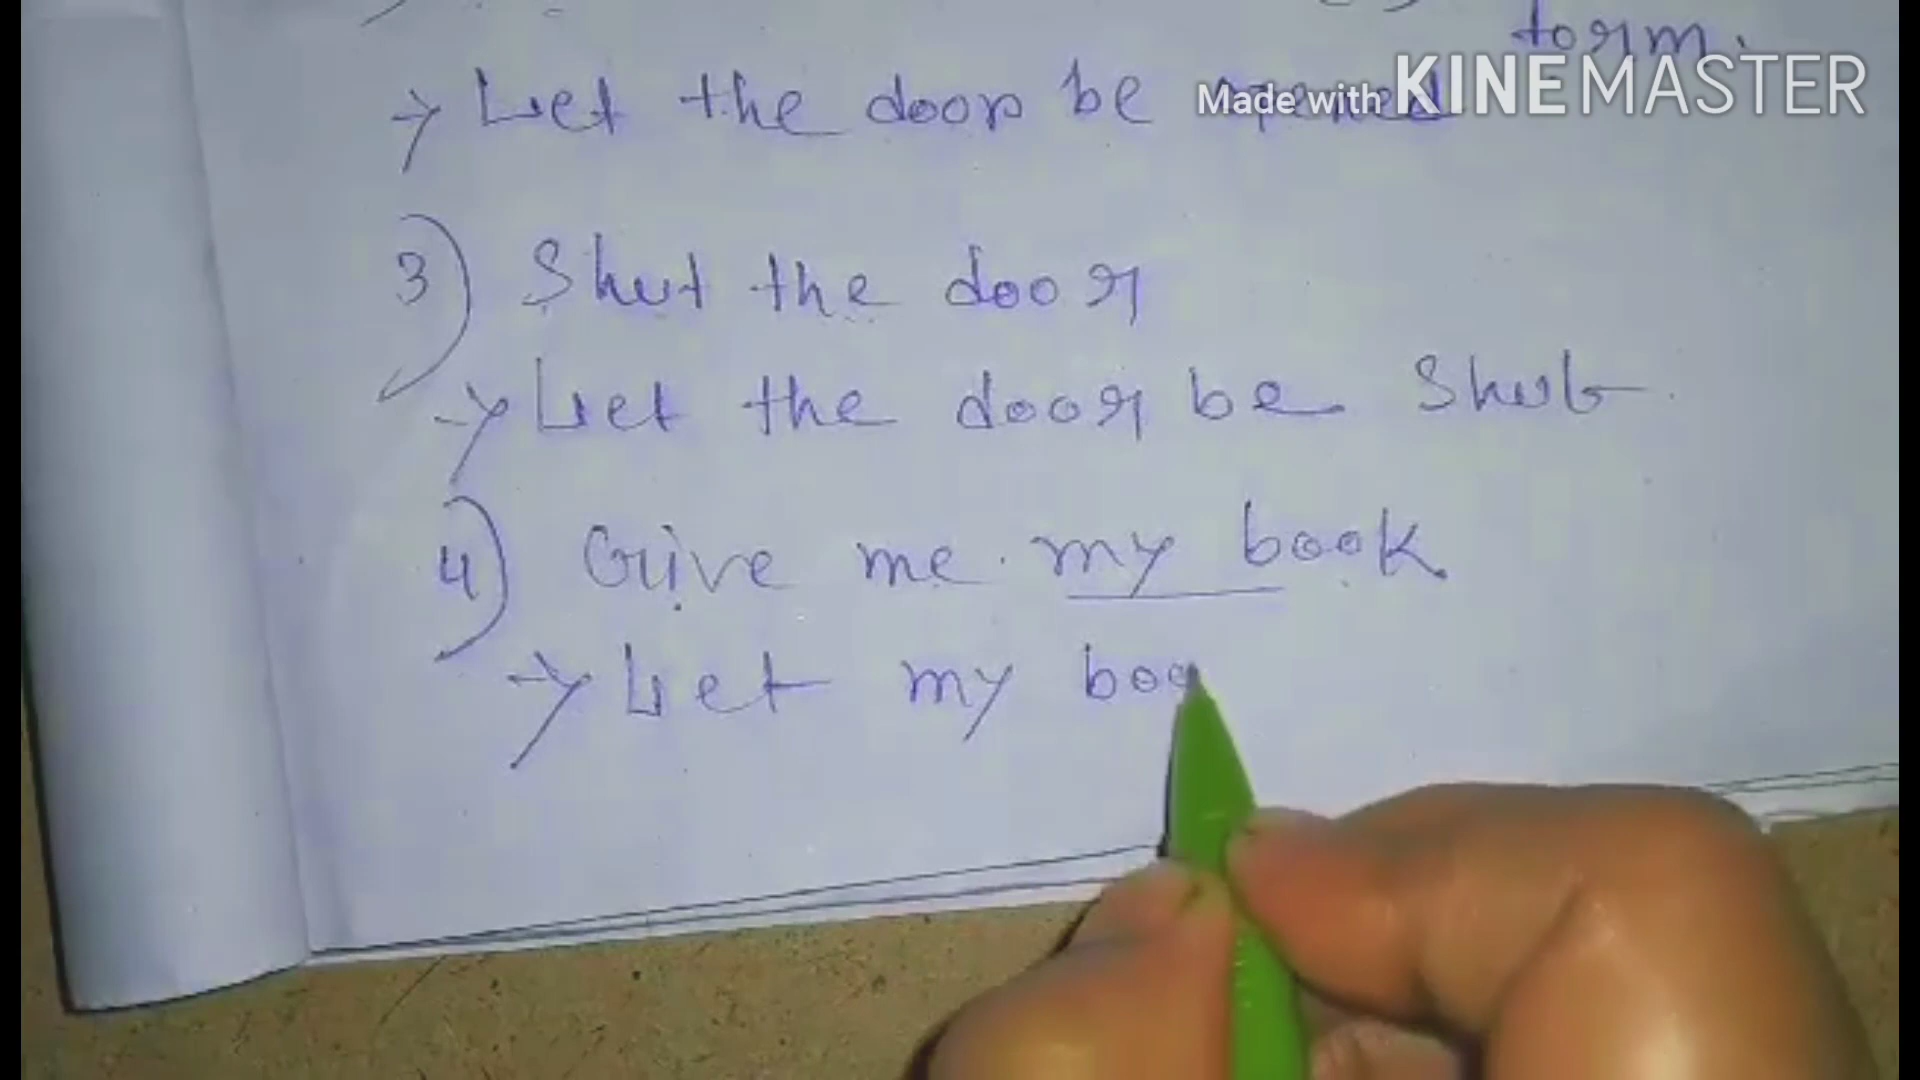 form.
Made with KINEMASTER
→ Let the door be opened
3) Shut the door
→ Let the door be Shut
4) Give me my book.
→ Let my boo